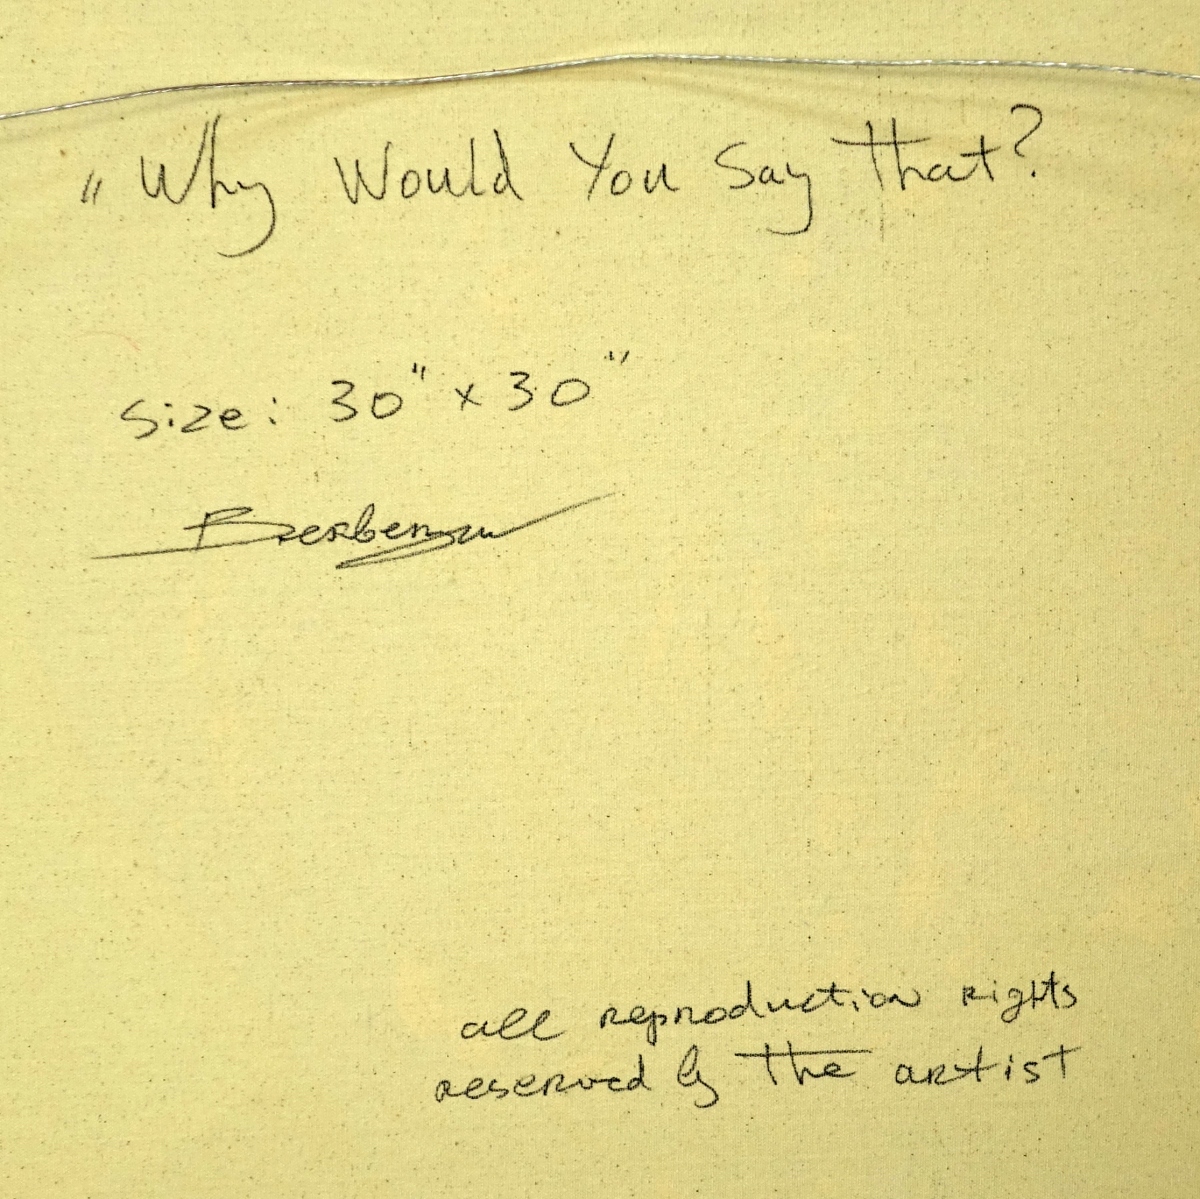 " Why Would You Say That?
Size: 30" x 30"
all reproduction rights
reserved by the artist